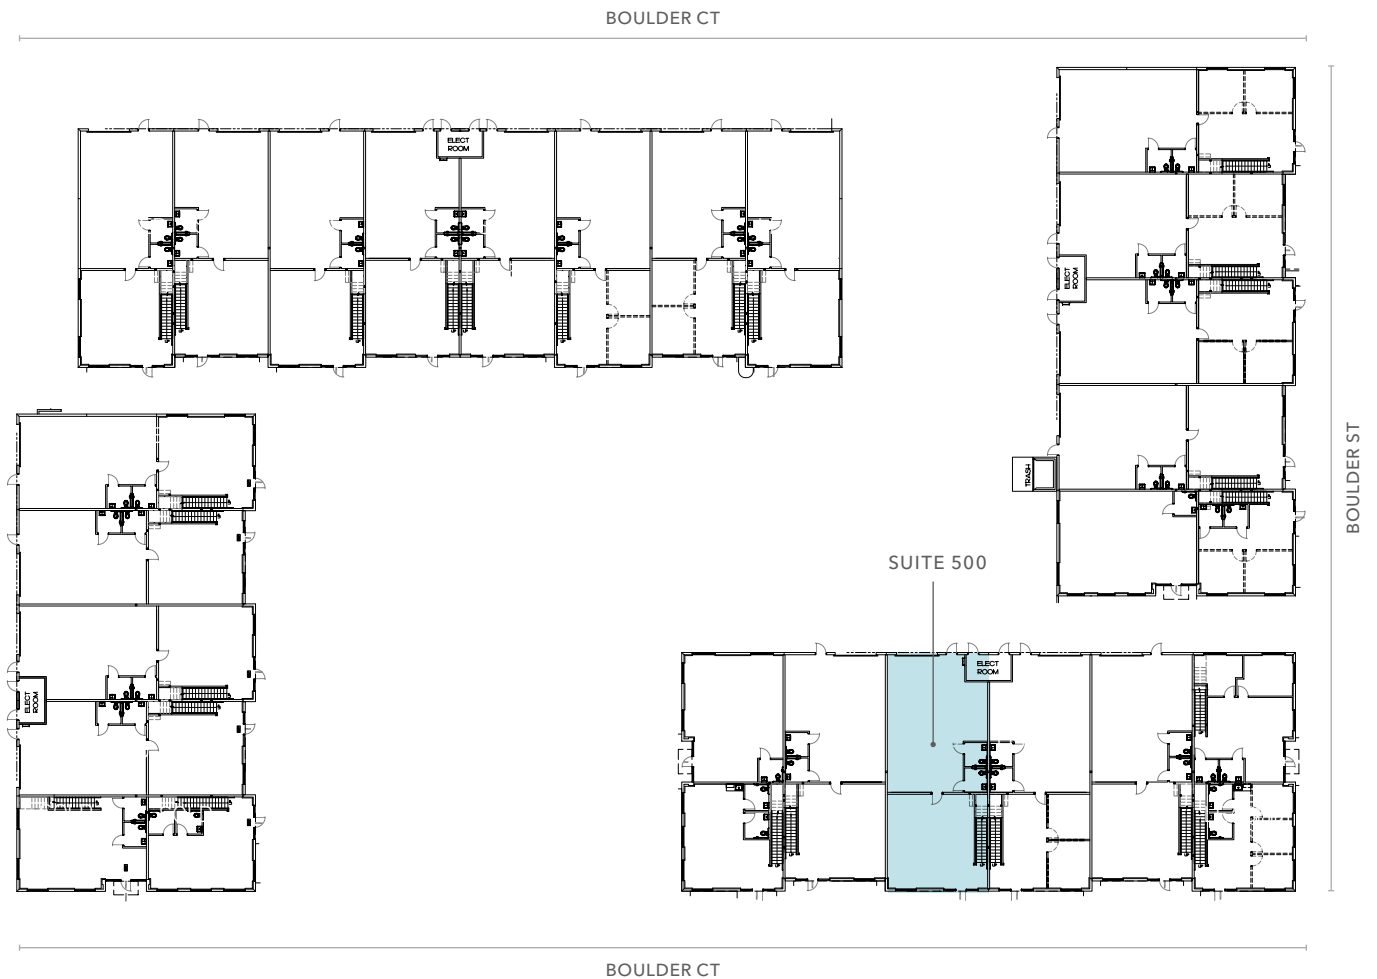 BOULDER CT
ELECT
ROOM
ELECT
ROOM
TRASH
BOULDER ST
SUITE 500
ELECT
ROOM
ELECT
ROOM
BOULDER CT